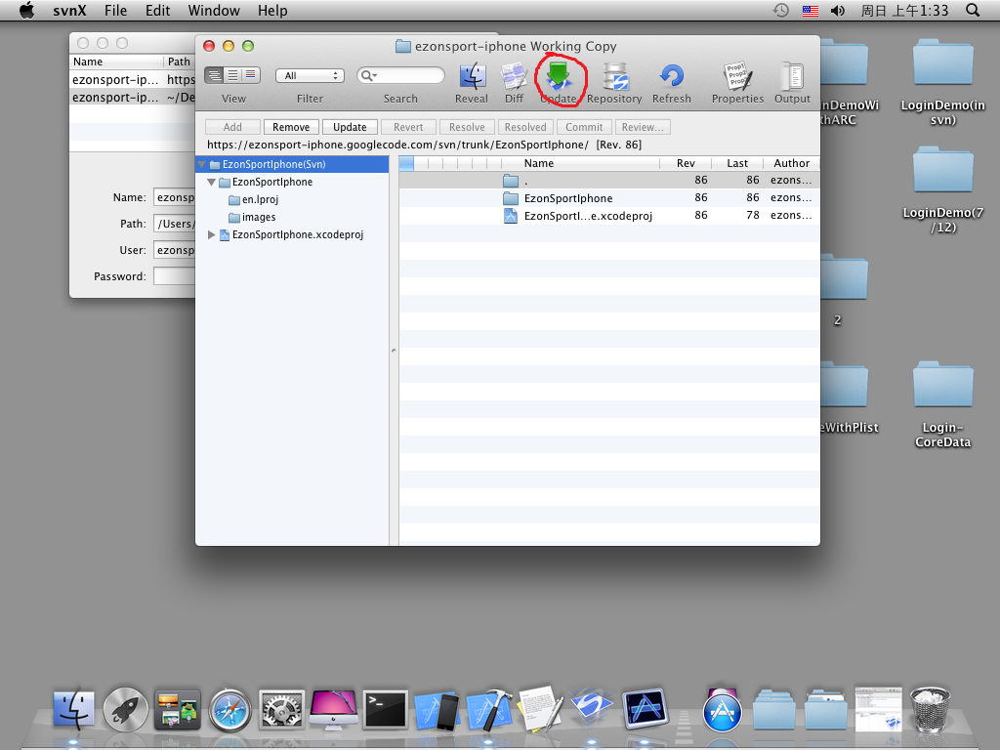 svnX File Edit Window Help 周日 上午1:33
ezonsport-iphone Working Copy
Name Path
ezonsport-ip... https
ezonsport-ip... ~/De
All
View Filter Search Reveal Diff Update Repository Refresh Properties Output
Prop1
Prop2
Add Remove Update Revert Resolve Resolved Commit Review...
https://ezonsport-iphone.googlecode.com/svn/trunk/EzonSportIphone/ [Rev. 86]
EzonSportIphone(Svn)
EzonSportIphone
en.lproj
images
EzonSportIphone.xcodeproj
Name Rev Last Author
. 86 86 ezons...
EzonSportIphone 86 86 ezons...
EzonSportI...e.xcodeproj 86 78 ezons...
Name: ezonsp
Path: /Users/
User: ezonsp
Password:
nDemoWi
thARC
LoginDemo(in
svn)
LoginDemo(7
/12)
2
eWithPlist
Login-
CoreData